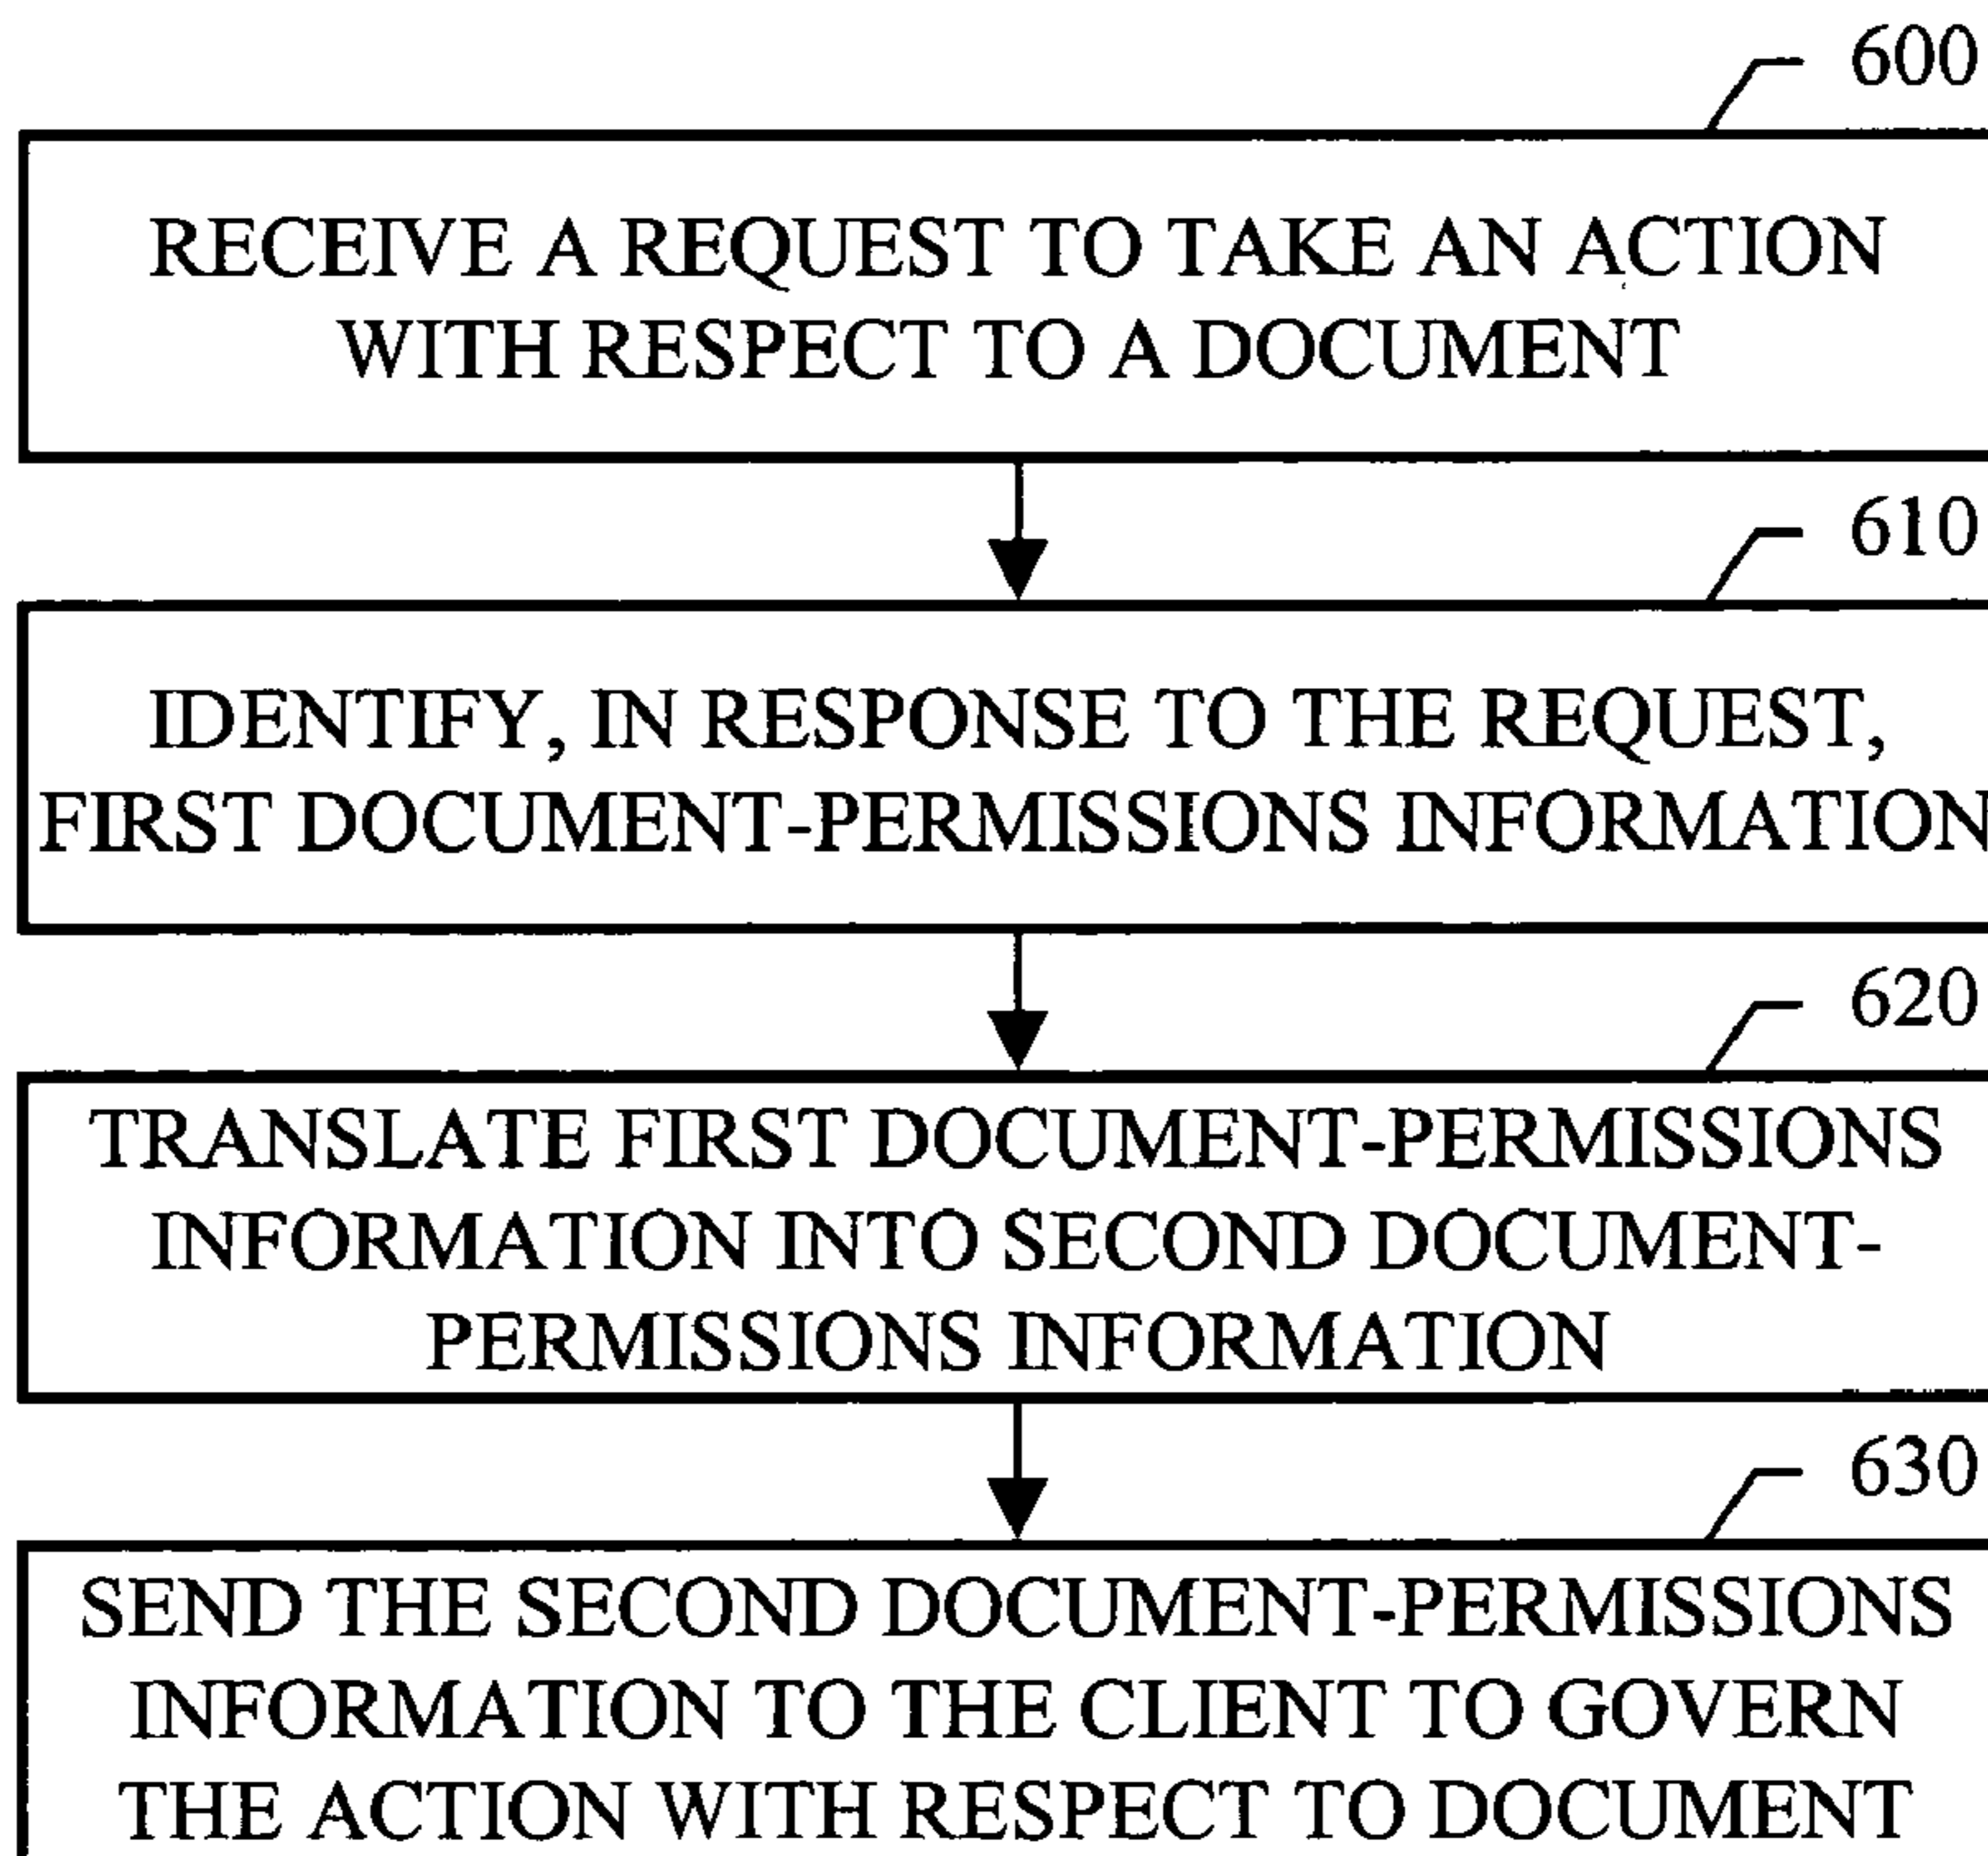 600
RECEIVE A REQUEST TO TAKE AN ACTION
WITH RESPECT TO A DOCUMENT
610
IDENTIFY, IN RESPONSE TO THE REQUEST,
FIRST DOCUMENT-PERMISSIONS INFORMATION
620
TRANSLATE FIRST DOCUMENT-PERMISSIONS
INFORMATION INTO SECOND DOCUMENT-
PERMISSIONS INFORMATION
630
SEND THE SECOND DOCUMENT-PERMISSIONS
INFORMATION TO THE CLIENT TO GOVERN
THE ACTION WITH RESPECT TO DOCUMENT